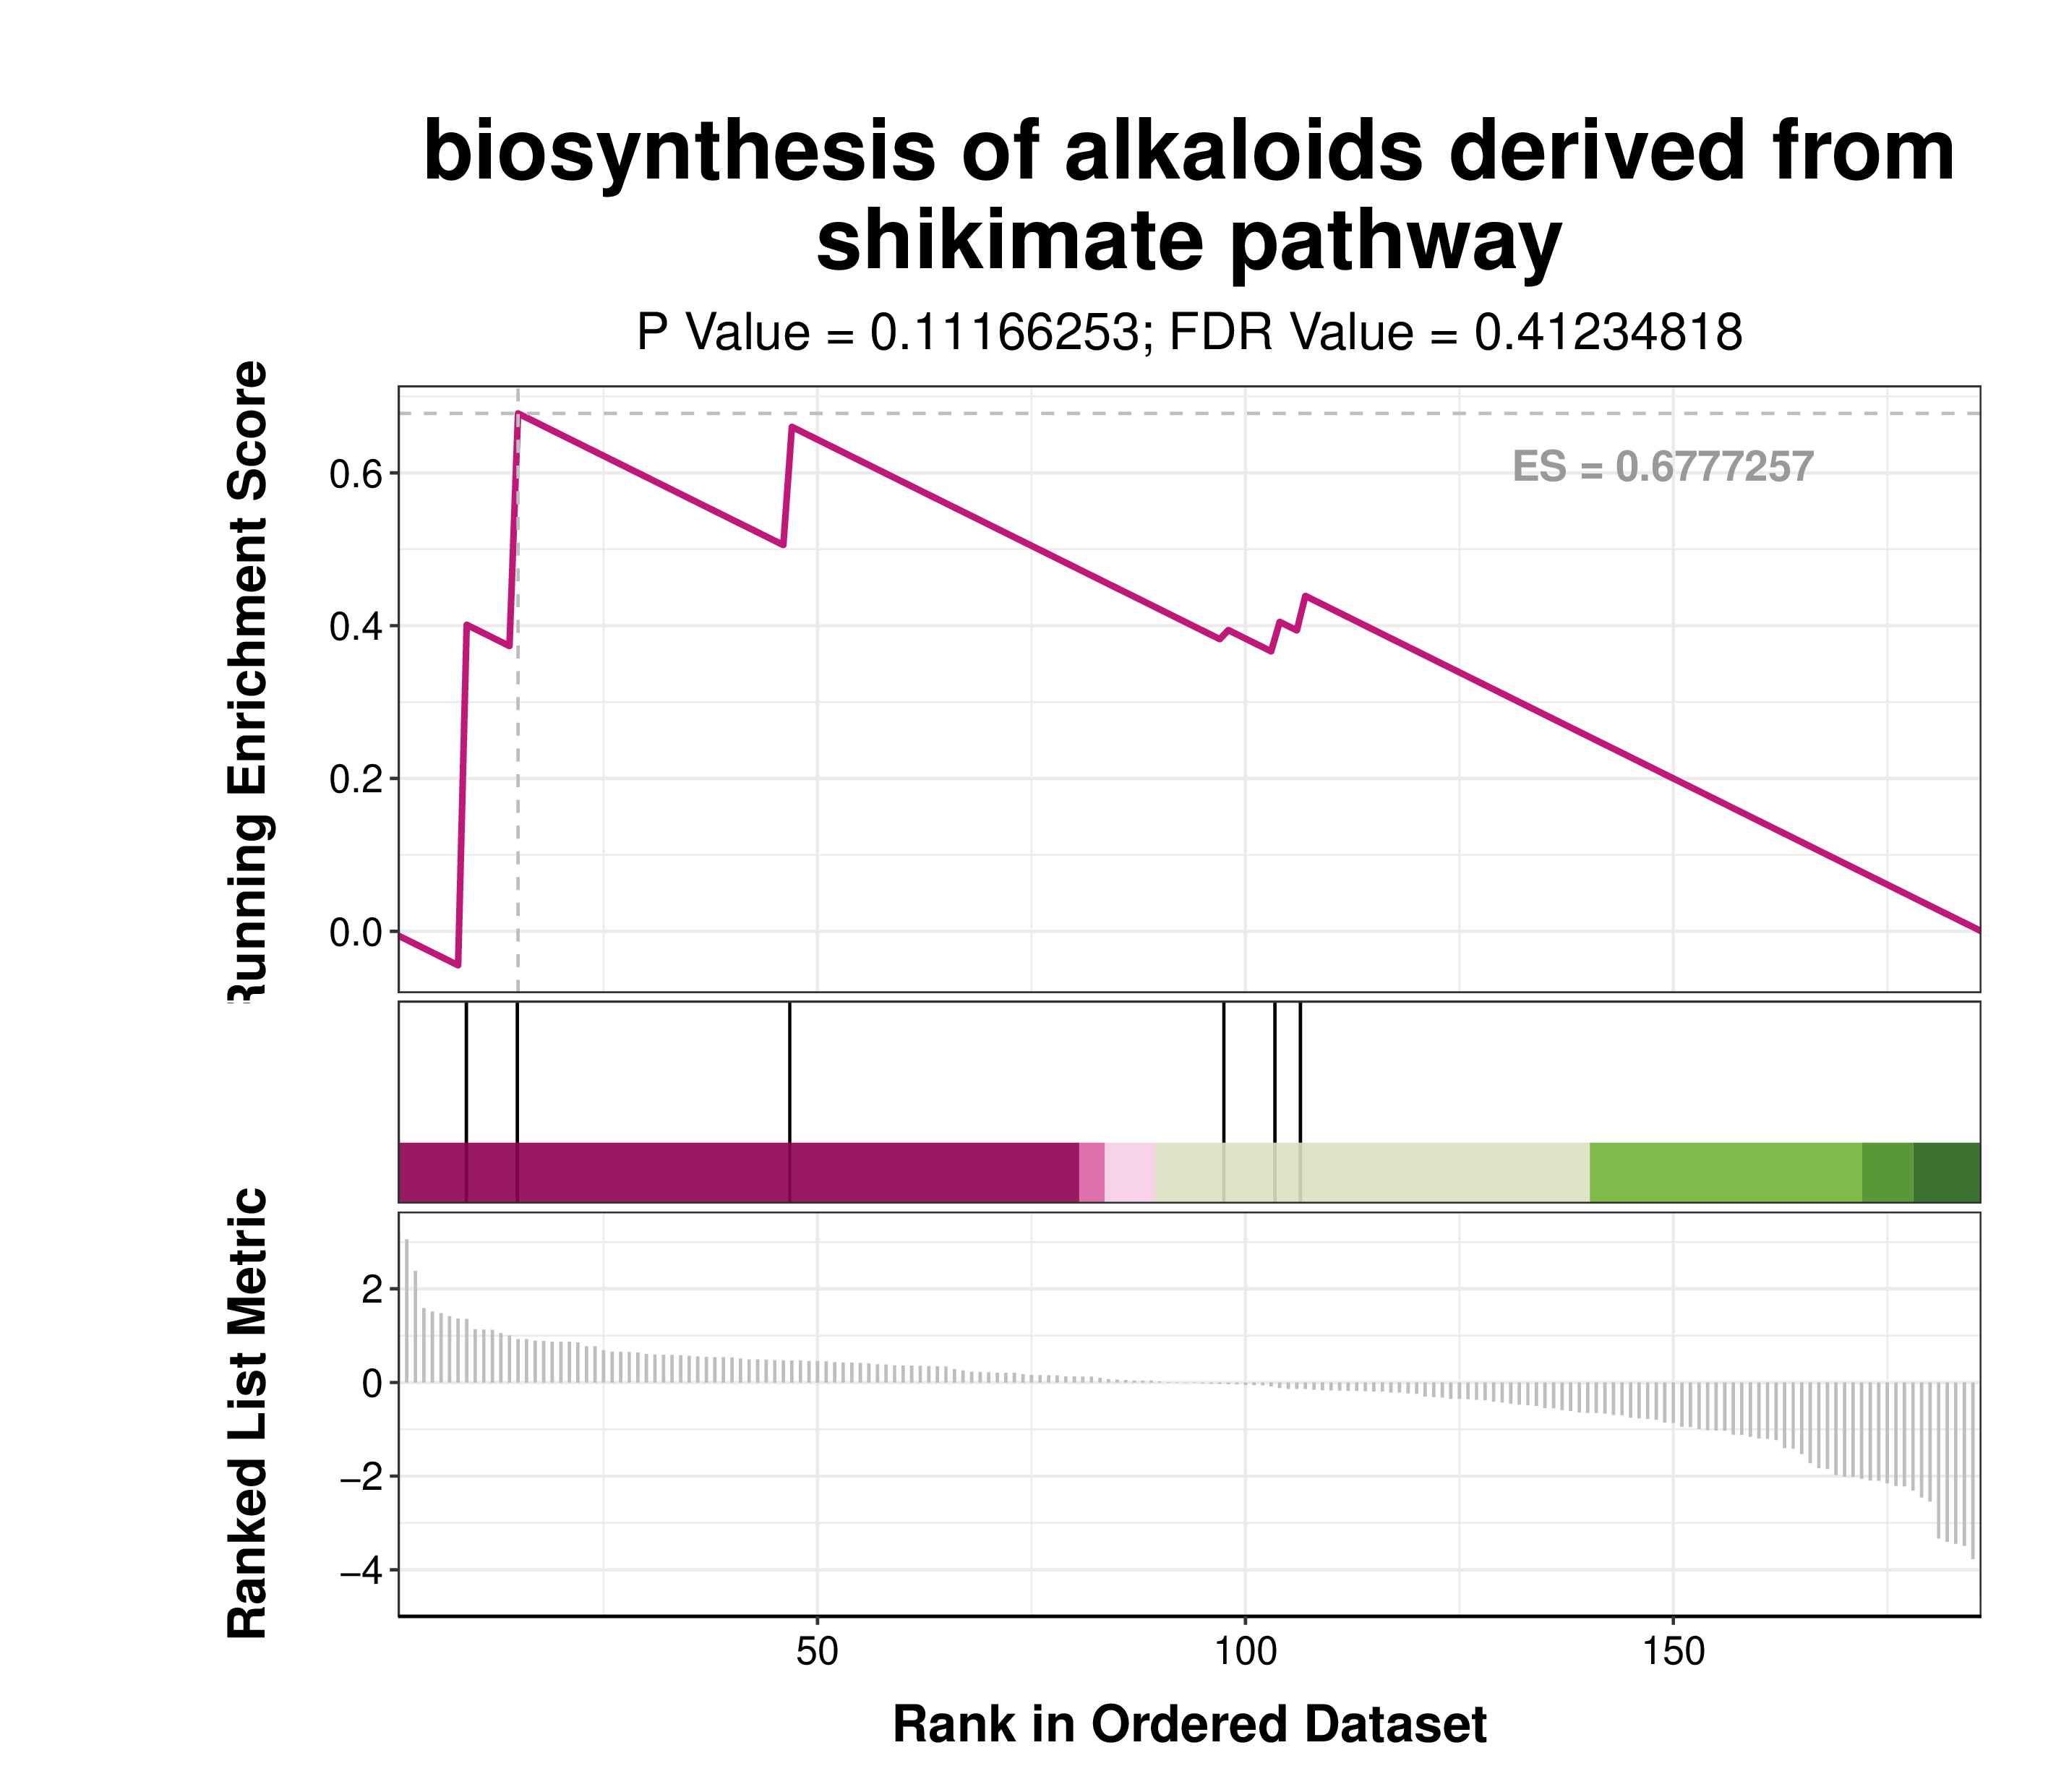 biosynthesis of alkaloids derived from
shikimate pathway
P Value = 0.11166253; FDR Value = 0.41234818
Running Enrichment Score
0.6
0.4
0.2
0.0
ES = 0.6777257
Ranked List Metric
2
0
−2
−4
50
100
150
Rank in Ordered Dataset